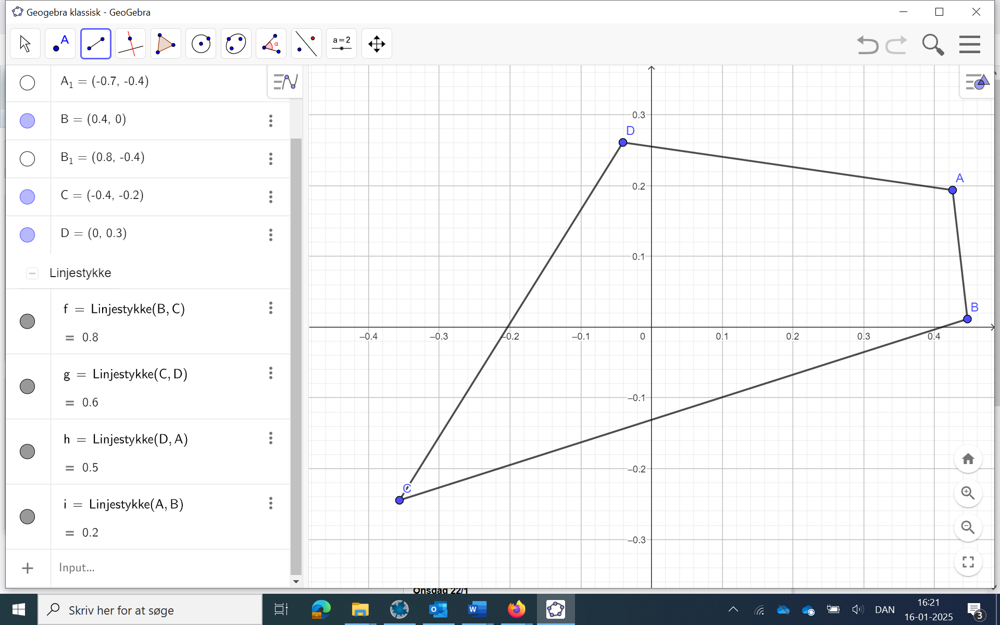 Geogebra klassisk - GeoGebra
A
α
a = 2
A₁ = (-0.7, -0.4)
B = (0.4, 0)
B₁ = (0.8, -0.4)
C = (-0.4, -0.2)
D = (0, 0.3)
Linjestykke
f = Linjestykke(B, C)
= 0.8
g = Linjestykke(C, D)
= 0.6
h = Linjestykke(D, A)
= 0.5
i = Linjestykke(A, B)
= 0.2
Input...
0.3
D
0.2
A
0.1
B
–0.4 –0.3 –0.2 –0.1 0 0.1 0.2 0.3 0.4
–0.1
–0.2
C
–0.3
Onsdag 22/1
Skriv her for at søge
DAN
16:21
16-01-2025
3